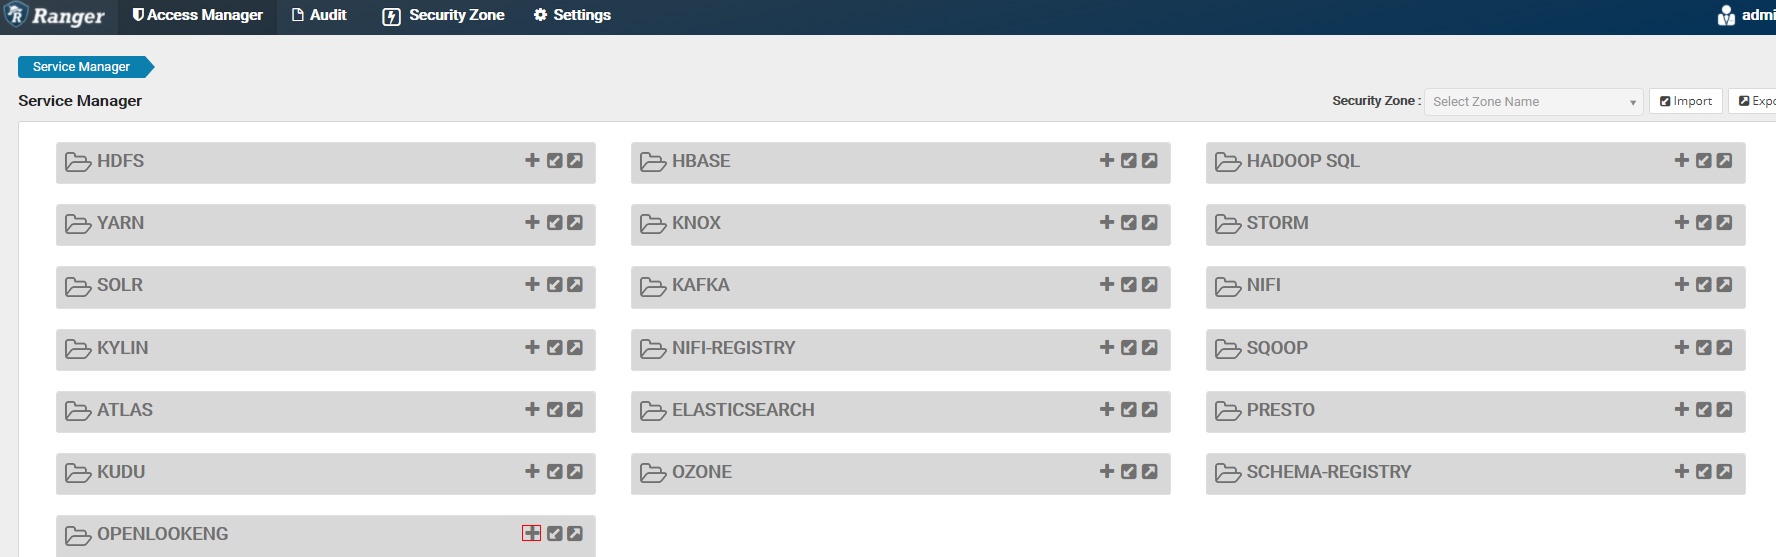 Ranger Access Manager Audit Security Zone Settings admi
Service Manager
Service Manager Security Zone : Select Zone Name Import Expo
HDFS HBASE HADOOP SQL
YARN KNOX STORM
SOLR KAFKA NIFI
KYLIN NIFI-REGISTRY SQOOP
ATLAS ELASTICSEARCH PRESTO
KUDU OZONE SCHEMA-REGISTRY
OPENLOOKENG